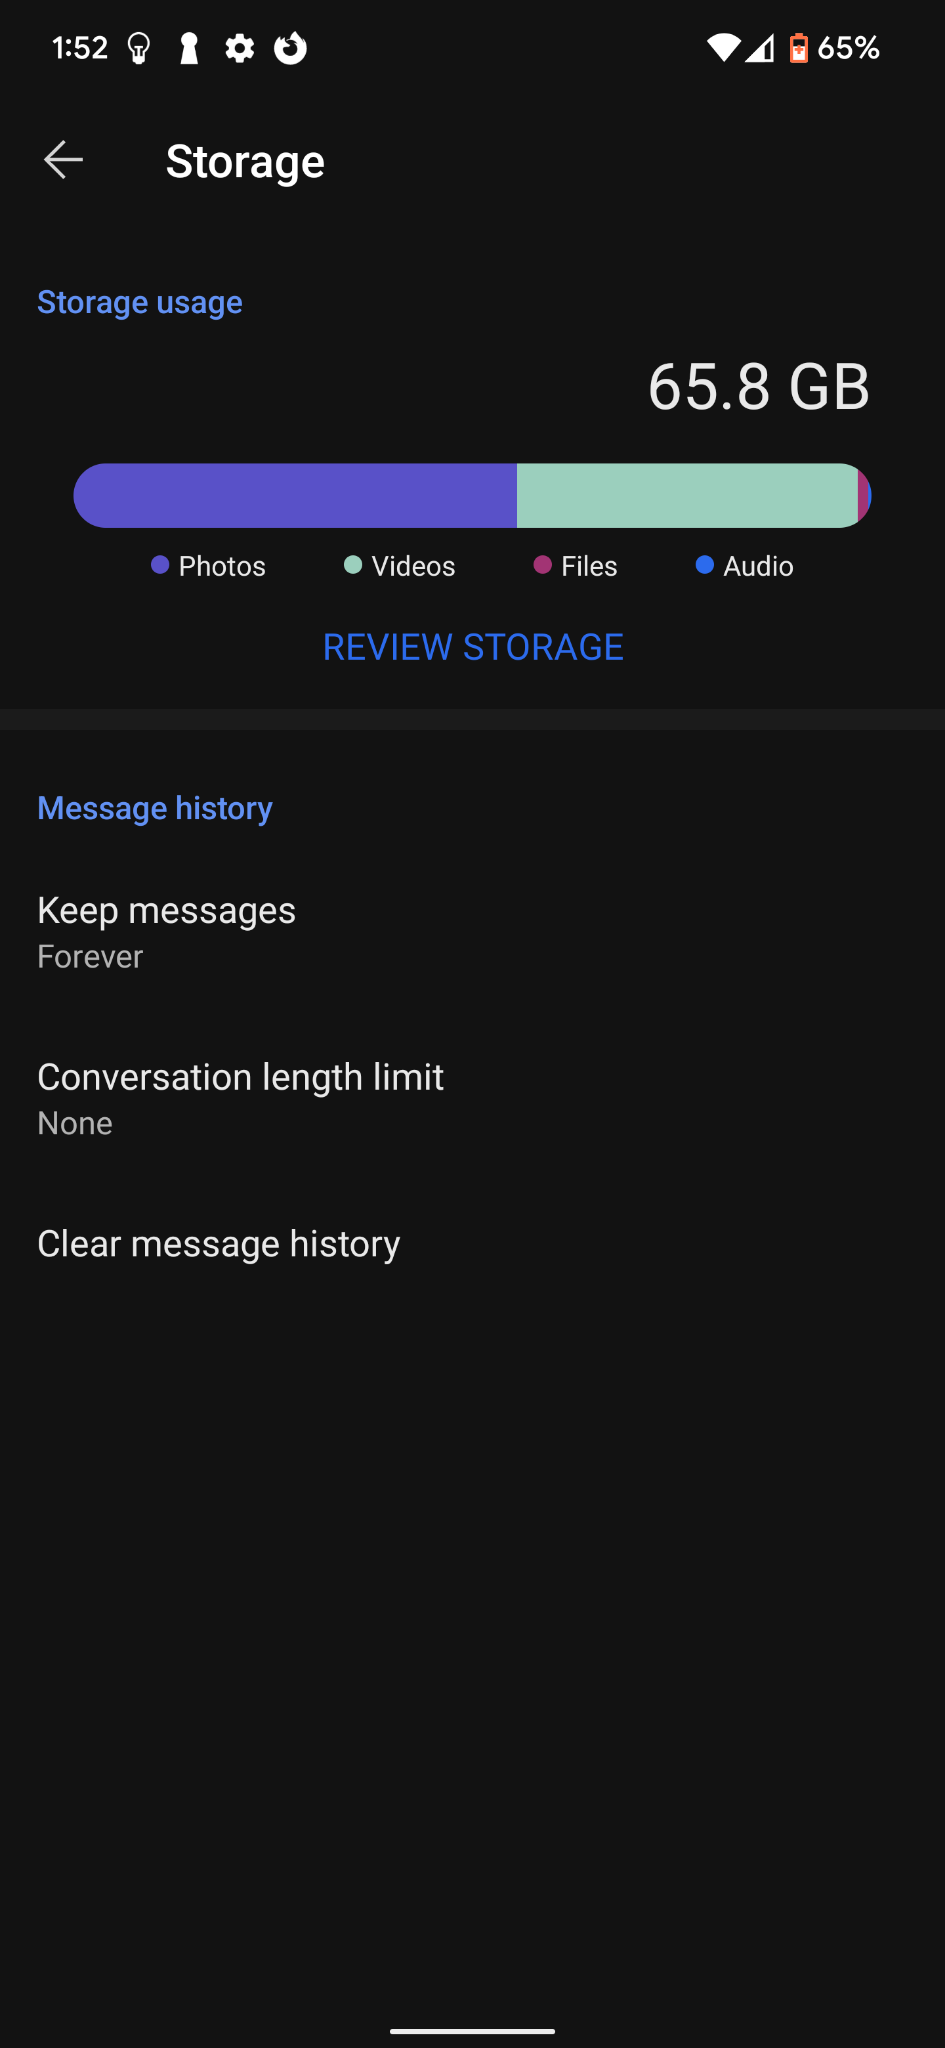 1:52 65%
Storage
Storage usage
65.8 GB
Photos Videos Files Audio
REVIEW STORAGE
Message history
Keep messages
Forever
Conversation length limit
None
Clear message history